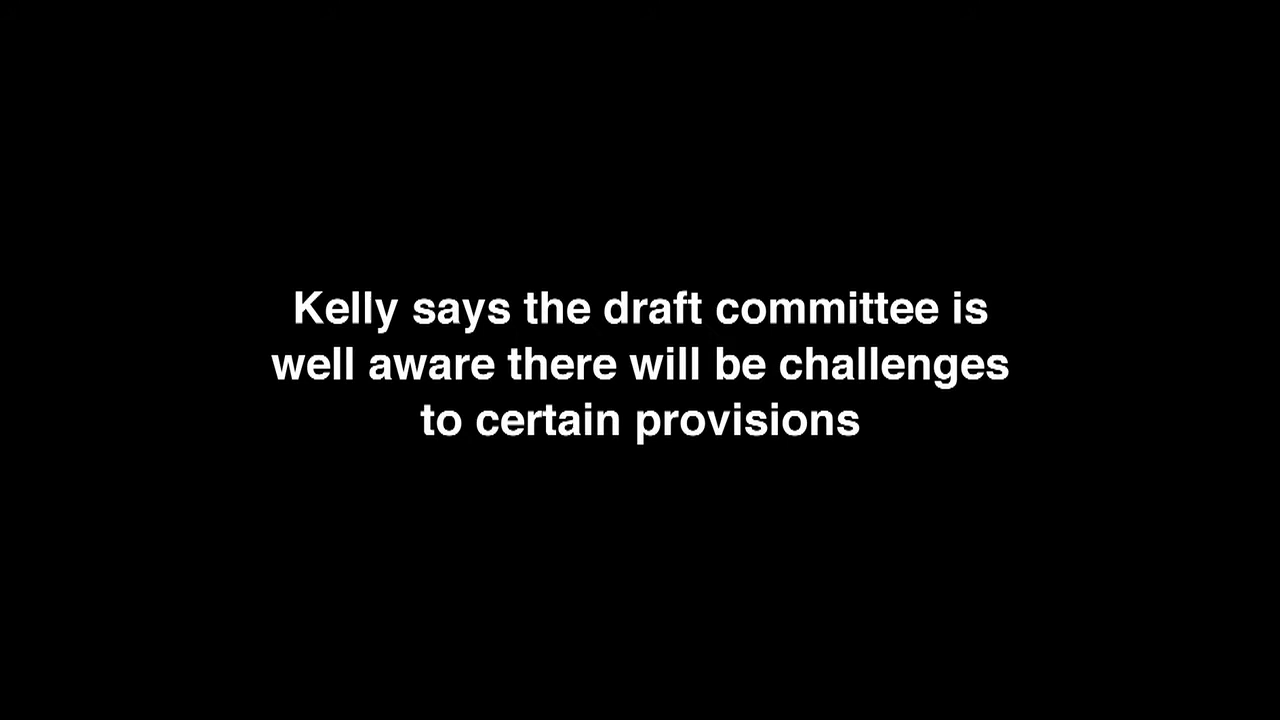 Kelly says the draft committee is
well aware there will be challenges
to certain provisions